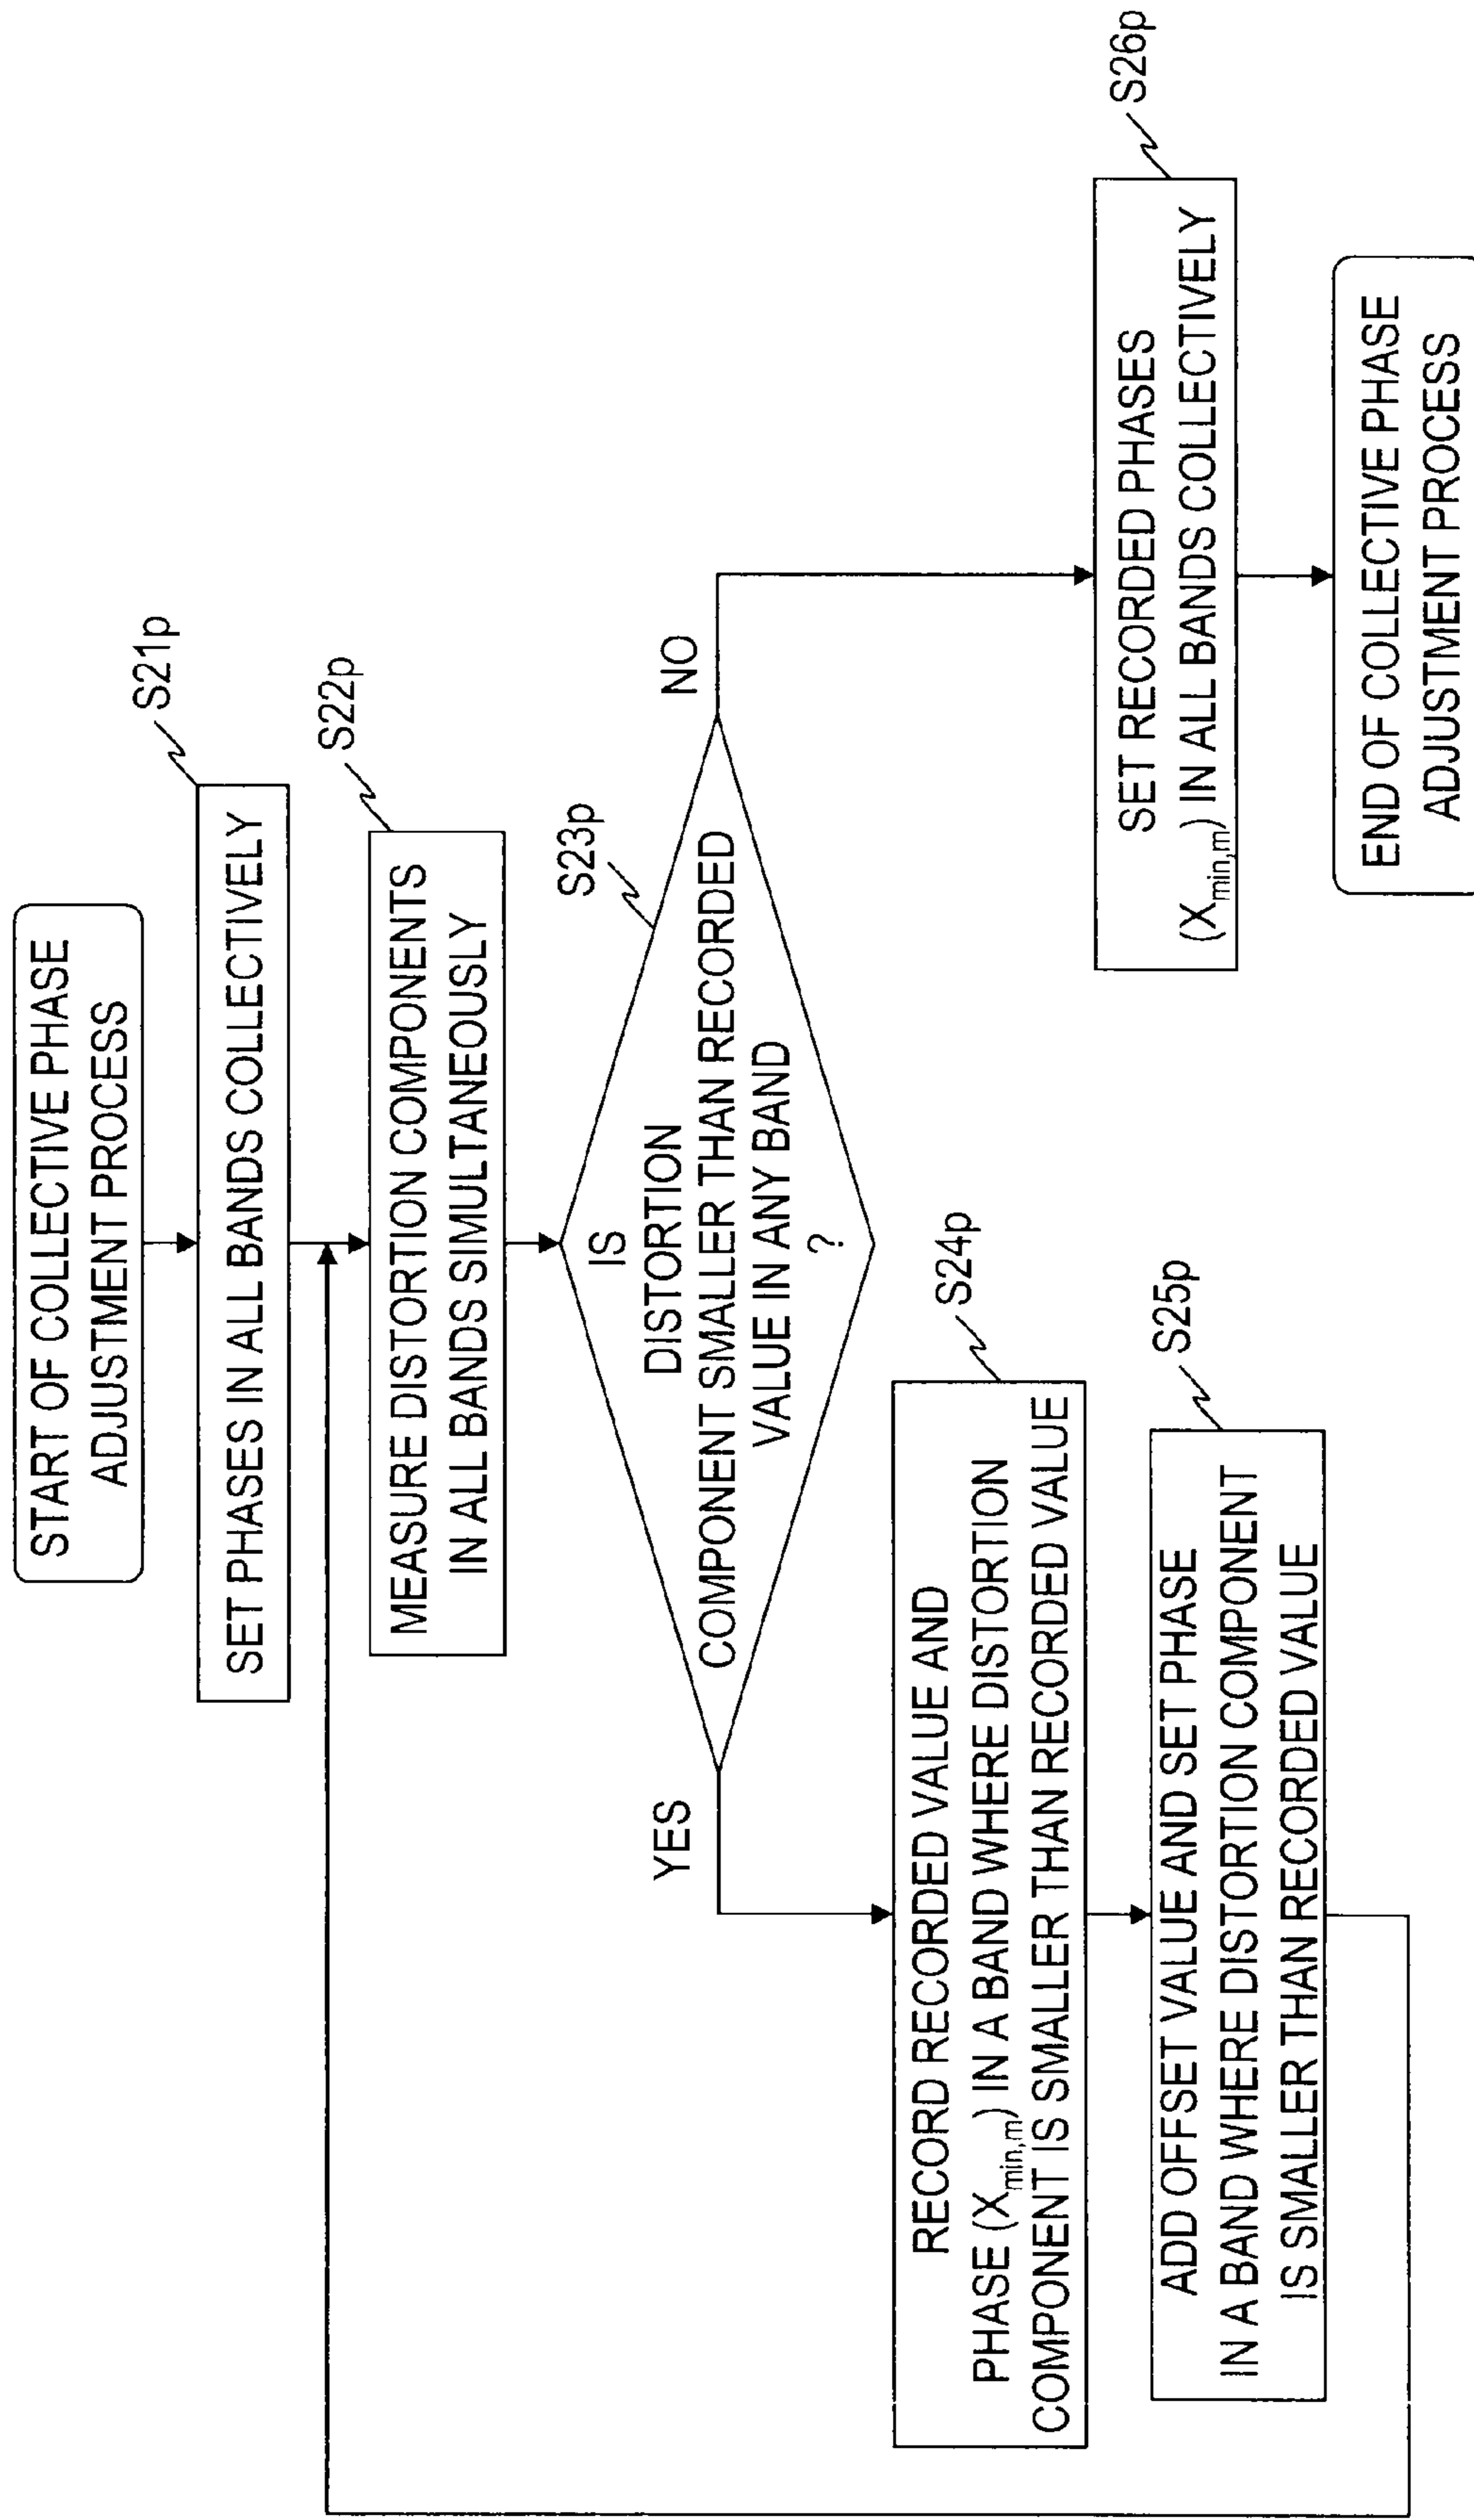 START OF COLLECTIVE PHASE
ADJUSTMENT PROCESS
S21p
SET PHASES IN ALL BANDS COLLECTIVELY
S22p
MEASURE DISTORTION COMPONENTS
IN ALL BANDS SIMULTANEOUSLY
S23p
IS
DISTORTION
COMPONENT SMALLER THAN RECORDED
VALUE IN ANY BAND
?
YES
NO
S24p
RECORD RECORDED VALUE AND
PHASE (Xmin,m) IN A BAND WHERE DISTORTION
COMPONENT IS SMALLER THAN RECORDED VALUE
S25p
ADD OFFSET VALUE AND SET PHASE
IN A BAND WHERE DISTORTION COMPONENT
IS SMALLER THAN RECORDED VALUE
S26p
SET RECORDED PHASES
(Xmin,m) IN ALL BANDS COLLECTIVELY
END OF COLLECTIVE PHASE
ADJUSTMENT PROCESS